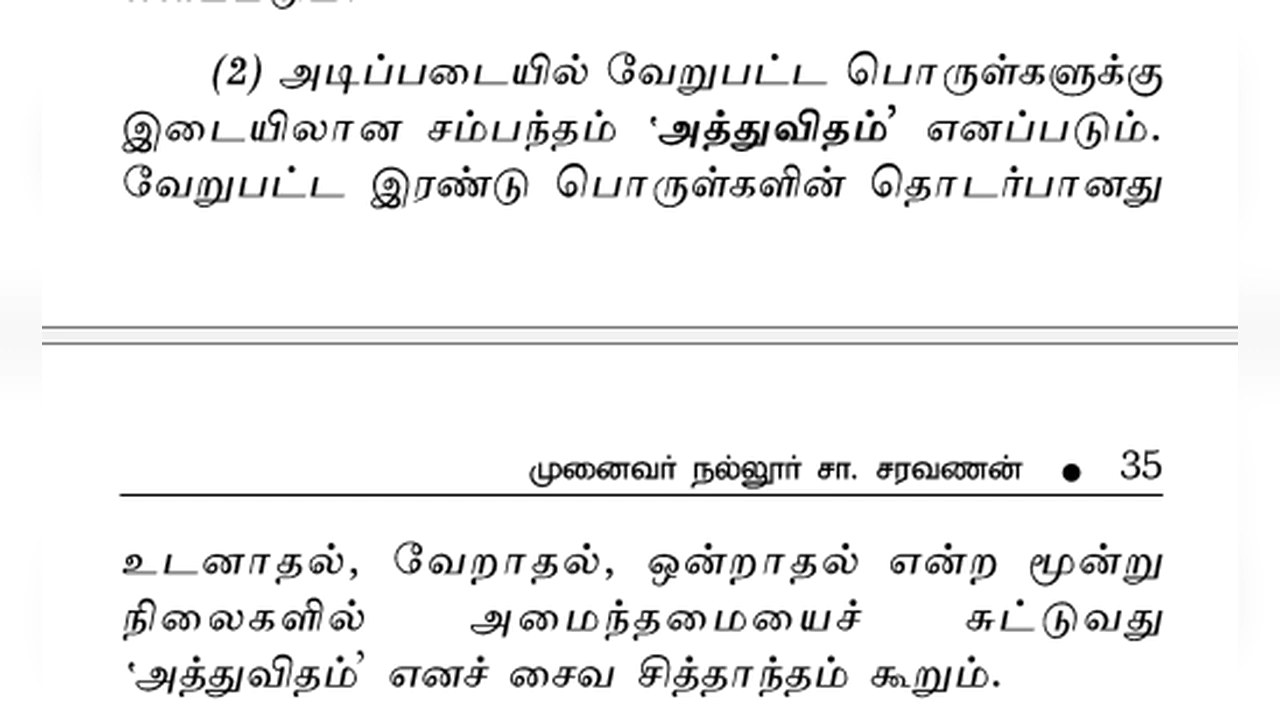 (2) அடிப்படையில் வேறுபட்ட பொருள்களுக்கு
இடையிலான சம்பந்தம் ‘அத்துவிதம்’ எனப்படும்.
வேறுபட்ட இரண்டு பொருள்களின் தொடர்பானது
முனைவர் நல்லூர் சா. சரவணன் ● 35
உடனாதல், வேறாதல், ஒன்றாதல் என்ற மூன்று
நிலைகளில் அமைந்தமையைச் சுட்டுவது
‘அத்துவிதம்’ எனச் சைவ சித்தாந்தம் கூறும்.